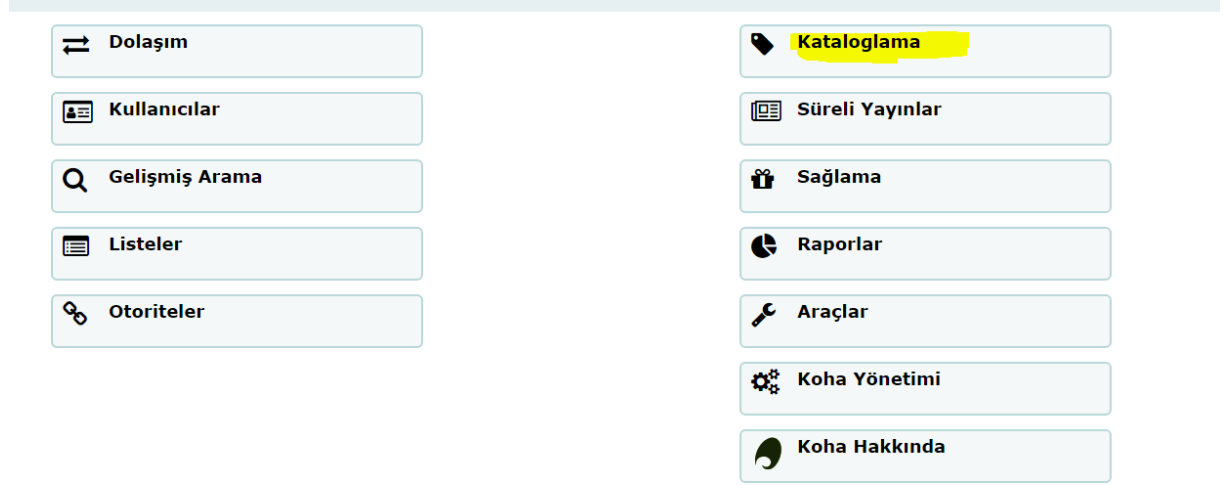 Dolaşım
Kullanıcılar
Gelişmiş Arama
Listeler
Otoriteler
Kataloglama
Süreli Yayınlar
Sağlama
Raporlar
Araçlar
Koha Yönetimi
Koha Hakkında